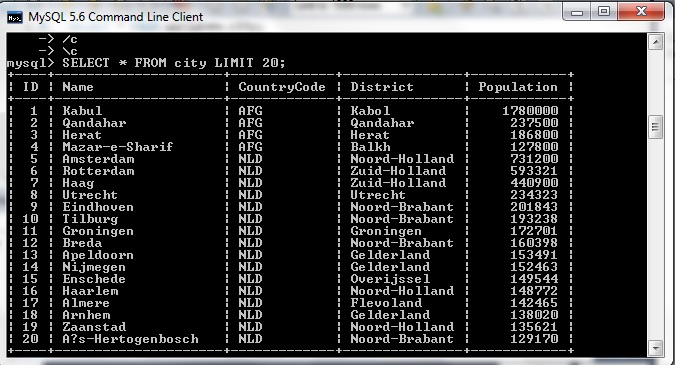 MySQL 5.6 Command Line Client
-> /c
-> \c
mysql> SELECT * FROM city LIMIT 20;
+----+-------------------+-------------+---------------+------------+
| ID | Name | CountryCode | District | Population |
+----+-------------------+-------------+---------------+------------+
| 1 | Kabul | AFG | Kabol | 1780000 |
| 2 | Qandahar | AFG | Qandahar | 237500 |
| 3 | Herat | AFG | Herat | 186800 |
| 4 | Mazar-e-Sharif | AFG | Balkh | 127800 |
| 5 | Amsterdam | NLD | Noord-Holland | 731200 |
| 6 | Rotterdam | NLD | Zuid-Holland | 593321 |
| 7 | Haag | NLD | Zuid-Holland | 440900 |
| 8 | Utrecht | NLD | Utrecht | 234323 |
| 9 | Eindhoven | NLD | Noord-Brabant | 201843 |
| 10 | Tilburg | NLD | Noord-Brabant | 193238 |
| 11 | Groningen | NLD | Groningen | 172701 |
| 12 | Breda | NLD | Noord-Brabant | 160398 |
| 13 | Apeldoorn | NLD | Gelderland | 153491 |
| 14 | Nijmegen | NLD | Gelderland | 152463 |
| 15 | Enschede | NLD | Overijssel | 149544 |
| 16 | Haarlem | NLD | Noord-Holland | 148772 |
| 17 | Almere | NLD | Flevoland | 142465 |
| 18 | Arnhem | NLD | Gelderland | 138020 |
| 19 | Zaanstad | NLD | Noord-Holland | 135621 |
| 20 | A?s-Hertogenbosch | NLD | Noord-Brabant | 129170 |
+----+-------------------+-------------+---------------+------------+